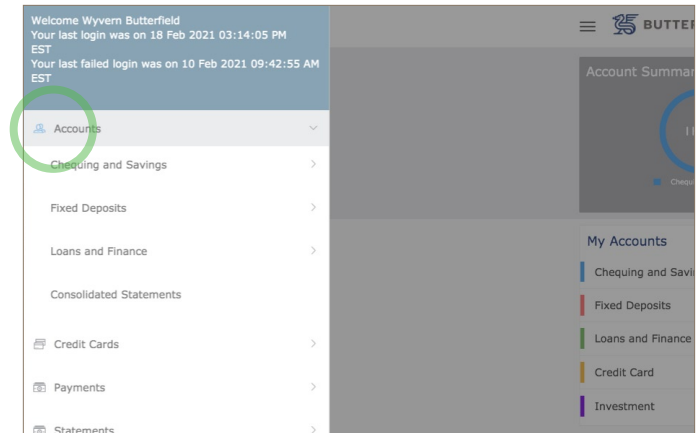 Welcome Wyvern Butterfield
Your last login was on 18 Feb 2021 03:14:05 PM
EST
Your last failed login was on 10 Feb 2021 09:42:55 AM
EST
Accounts
Chequing and Savings
Fixed Deposits
Loans and Finance
Consolidated Statements
Credit Cards
Payments
Statements
Account Summar
Chequi
My Accounts
Chequing and Savi
Fixed Deposits
Loans and Finance
Credit Card
Investment